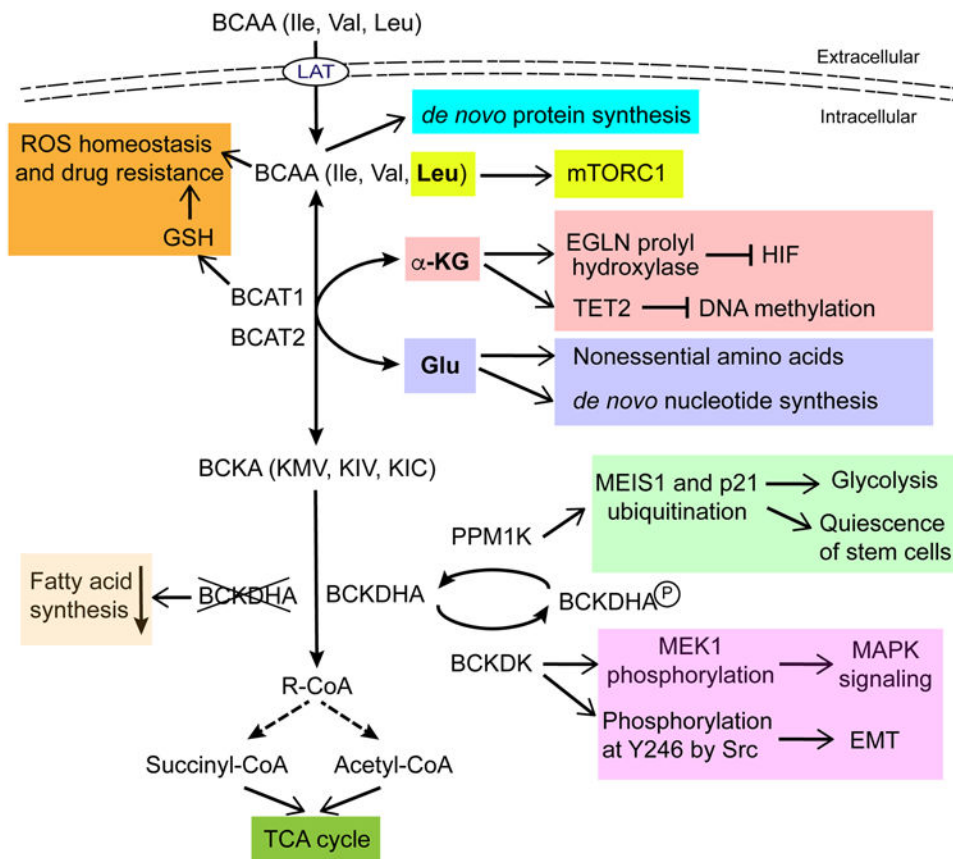 BCAA (Ile, Val, Leu)
LAT
Extracellular
Intracellular
de novo protein synthesis
ROS homeostasis
and drug resistance
GSH
BCAA (Ile, Val, Leu)
mTORC1
α-KG
EGLN prolyl
hydroxylase
HIF
TET2
DNA methylation
BCAT1
BCAT2
Glu
Nonessential amino acids
de novo nucleotide synthesis
BCKA (KMV, KIV, KIC)
MEIS1 and p21
ubiquitination
Glycolysis
Quiescence
of stem cells
PPM1K
Fatty acid
synthesis
BCKDHA
BCKDHA
BCKDHA P
BCKDK
MEK1
phosphorylation
MAPK
signaling
Phosphorylation
at Y246 by Src
EMT
R-CoA
Succinyl-CoA
Acetyl-CoA
TCA cycle